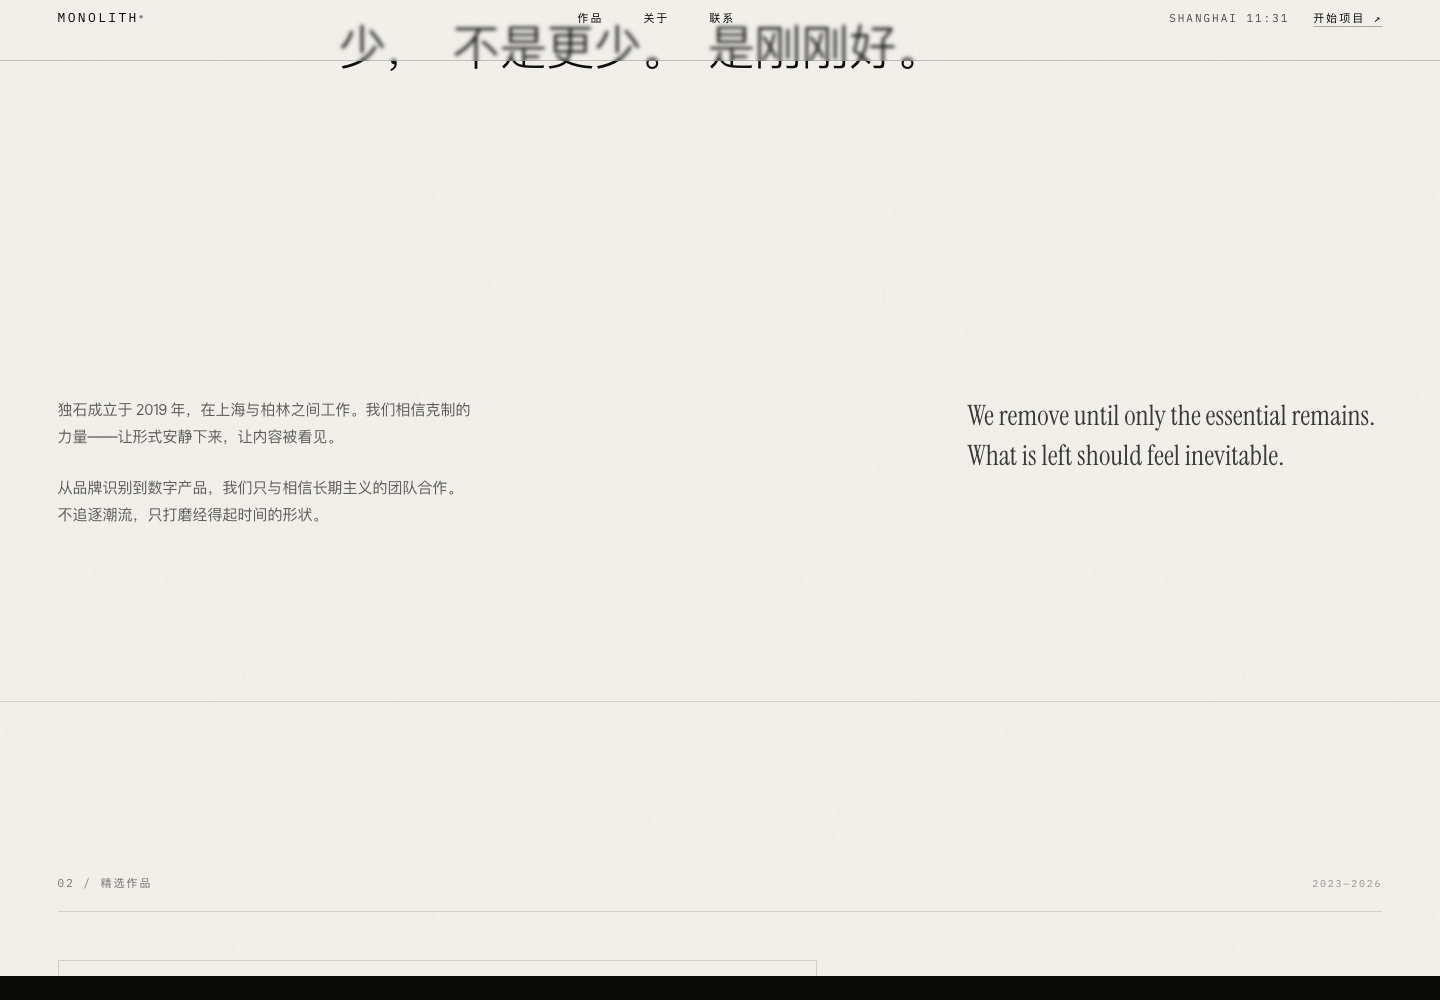 MONOLITH®
作品 关于 联系
SHANGHAI 11:31 开始项目 ↗
少， 不是更少。 是刚刚好。
独石成立于 2019 年，在上海与柏林之间工作。我们相信克制的
力量——让形式安静下来，让内容被看见。
从品牌识别到数字产品，我们只与相信长期主义的团队合作。
不追逐潮流，只打磨经得起时间的形状。
We remove until only the essential remains.
What is left should feel inevitable.
02 / 精选作品
2023—2026